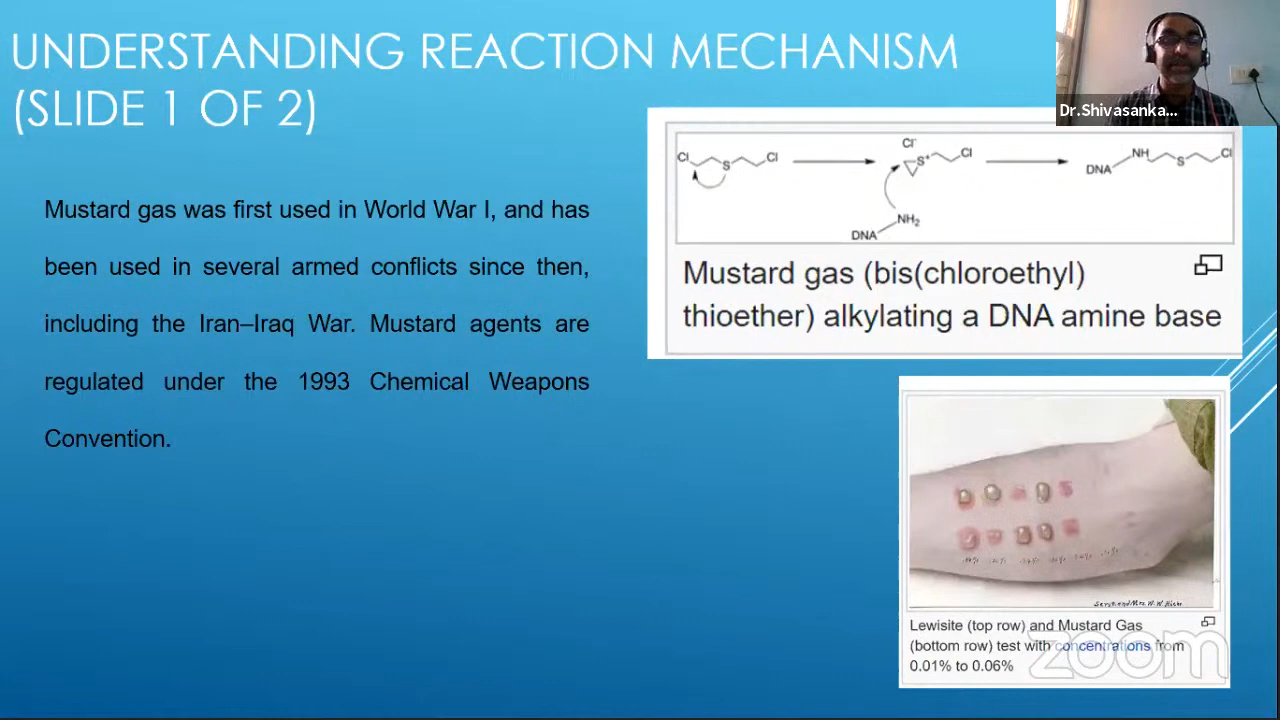 UNDERSTANDING REACTION MECHANISM
(SLIDE 1 OF 2)
Dr.Shivasanka...
Mustard gas was first used in World War I, and has
been used in several armed conflicts since then,
including the Iran–Iraq War. Mustard agents are
regulated under the 1993 Chemical Weapons
Convention.
Cl S Cl
Cl⁻
S⁺ Cl
NH₂
DNA
DNA NH S Cl
Mustard gas (bis(chloroethyl)
thioether) alkylating a DNA amine base
Lewisite (top row) and Mustard Gas
(bottom row) test with concentrations from
0.01% to 0.06%
zoom